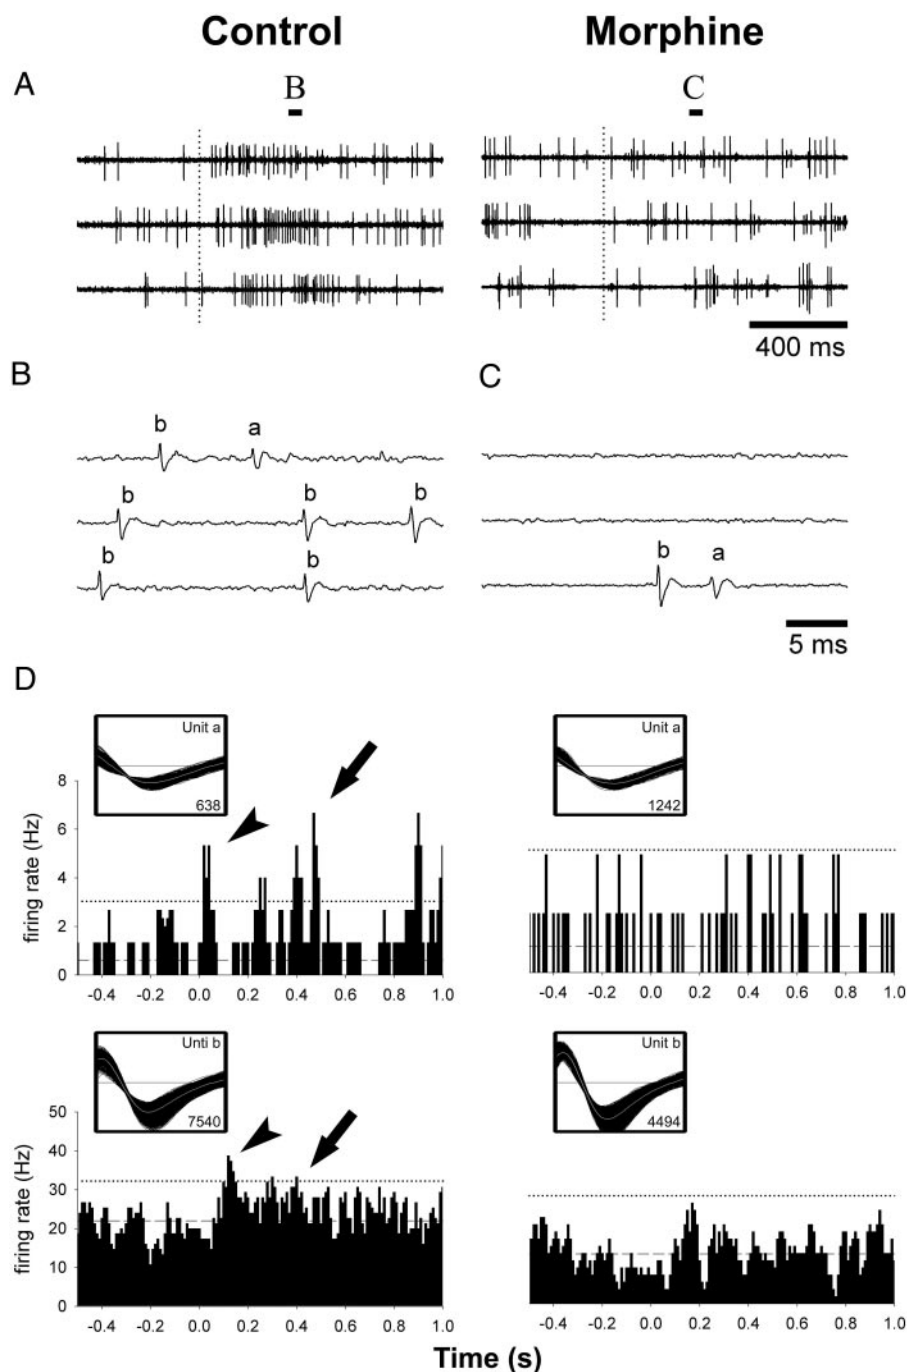 Control Morphine
A
B C
400 ms
B C
b a
b b b
b b b a
5 ms
D
Unit a Unit a
638 1242
8
6
4
2
0
firing rate (Hz)
-0.4 -0.2 0.0 0.2 0.4 0.6 0.8 1.0 -0.4 -0.2 0.0 0.2 0.4 0.6 0.8 1.0
Unti b Unit b
7540 4494
50
40
30
20
10
0
firing rate (Hz)
-0.4 -0.2 0.0 0.2 0.4 0.6 0.8 1.0 -0.4 -0.2 0.0 0.2 0.4 0.6 0.8 1.0
Time (s)